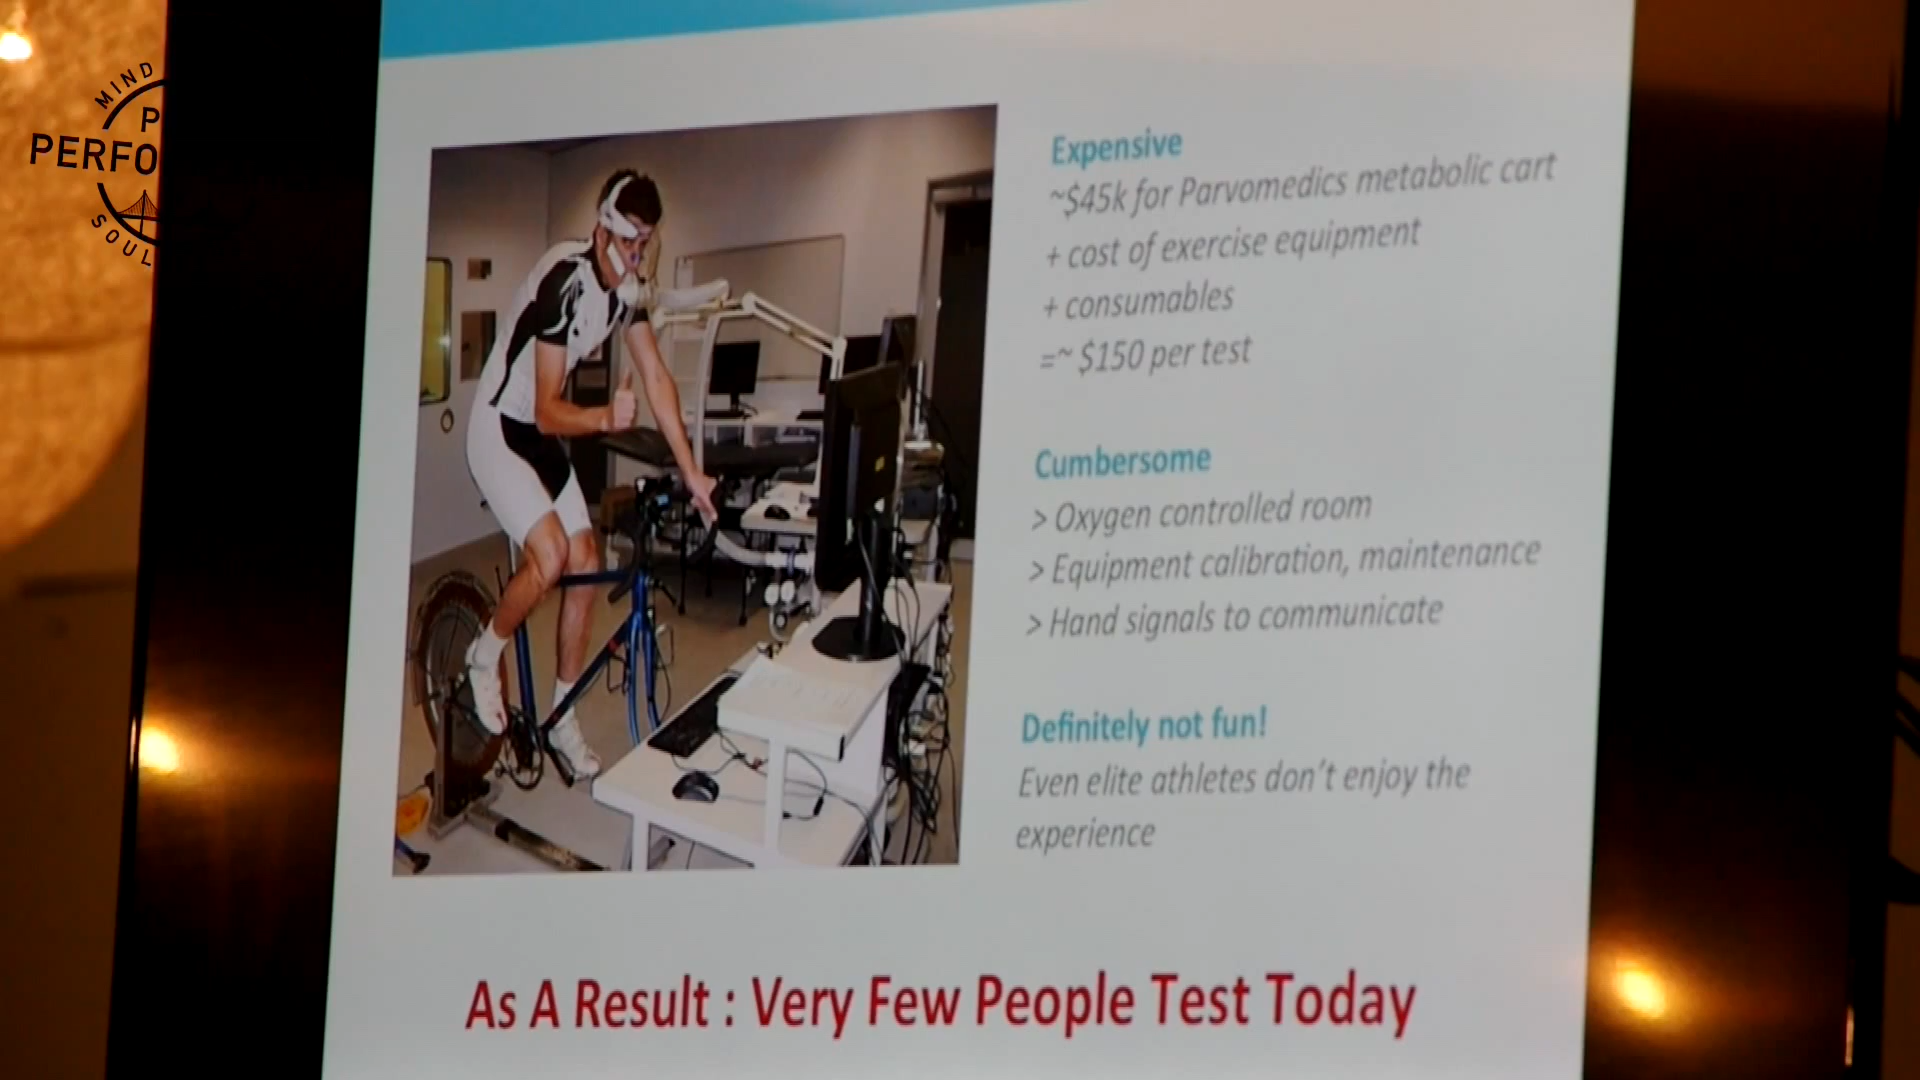 MIND
P
PERFO
SOUL
Expensive
~$45k for Parvomedics metabolic cart
+ cost of exercise equipment
+ consumables
=~ $150 per test
Cumbersome
> Oxygen controlled room
> Equipment calibration, maintenance
> Hand signals to communicate
Definitely not fun!
Even elite athletes don't enjoy the
experience
As A Result : Very Few People Test Today